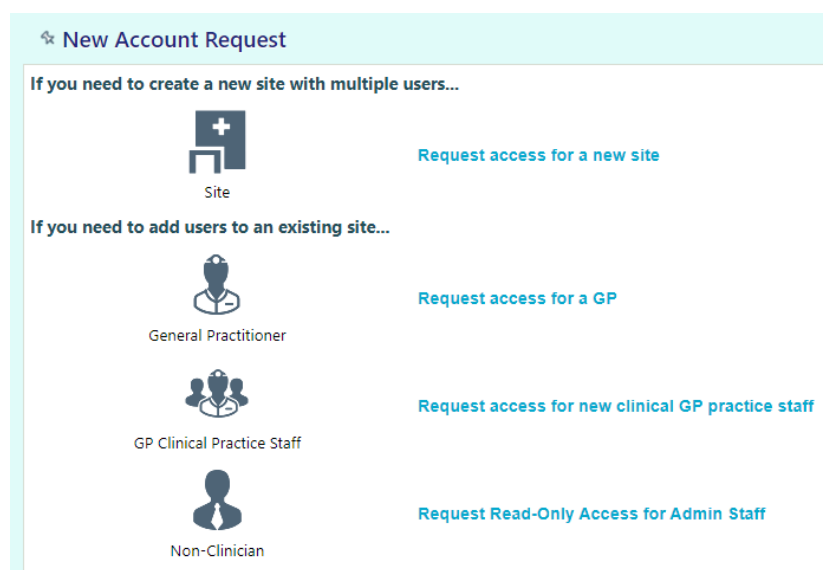 New Account Request
If you need to create a new site with multiple users...
Request access for a new site
Site
If you need to add users to an existing site...
Request access for a GP
General Practitioner
Request access for new clinical GP practice staff
GP Clinical Practice Staff
Request Read-Only Access for Admin Staff
Non-Clinician